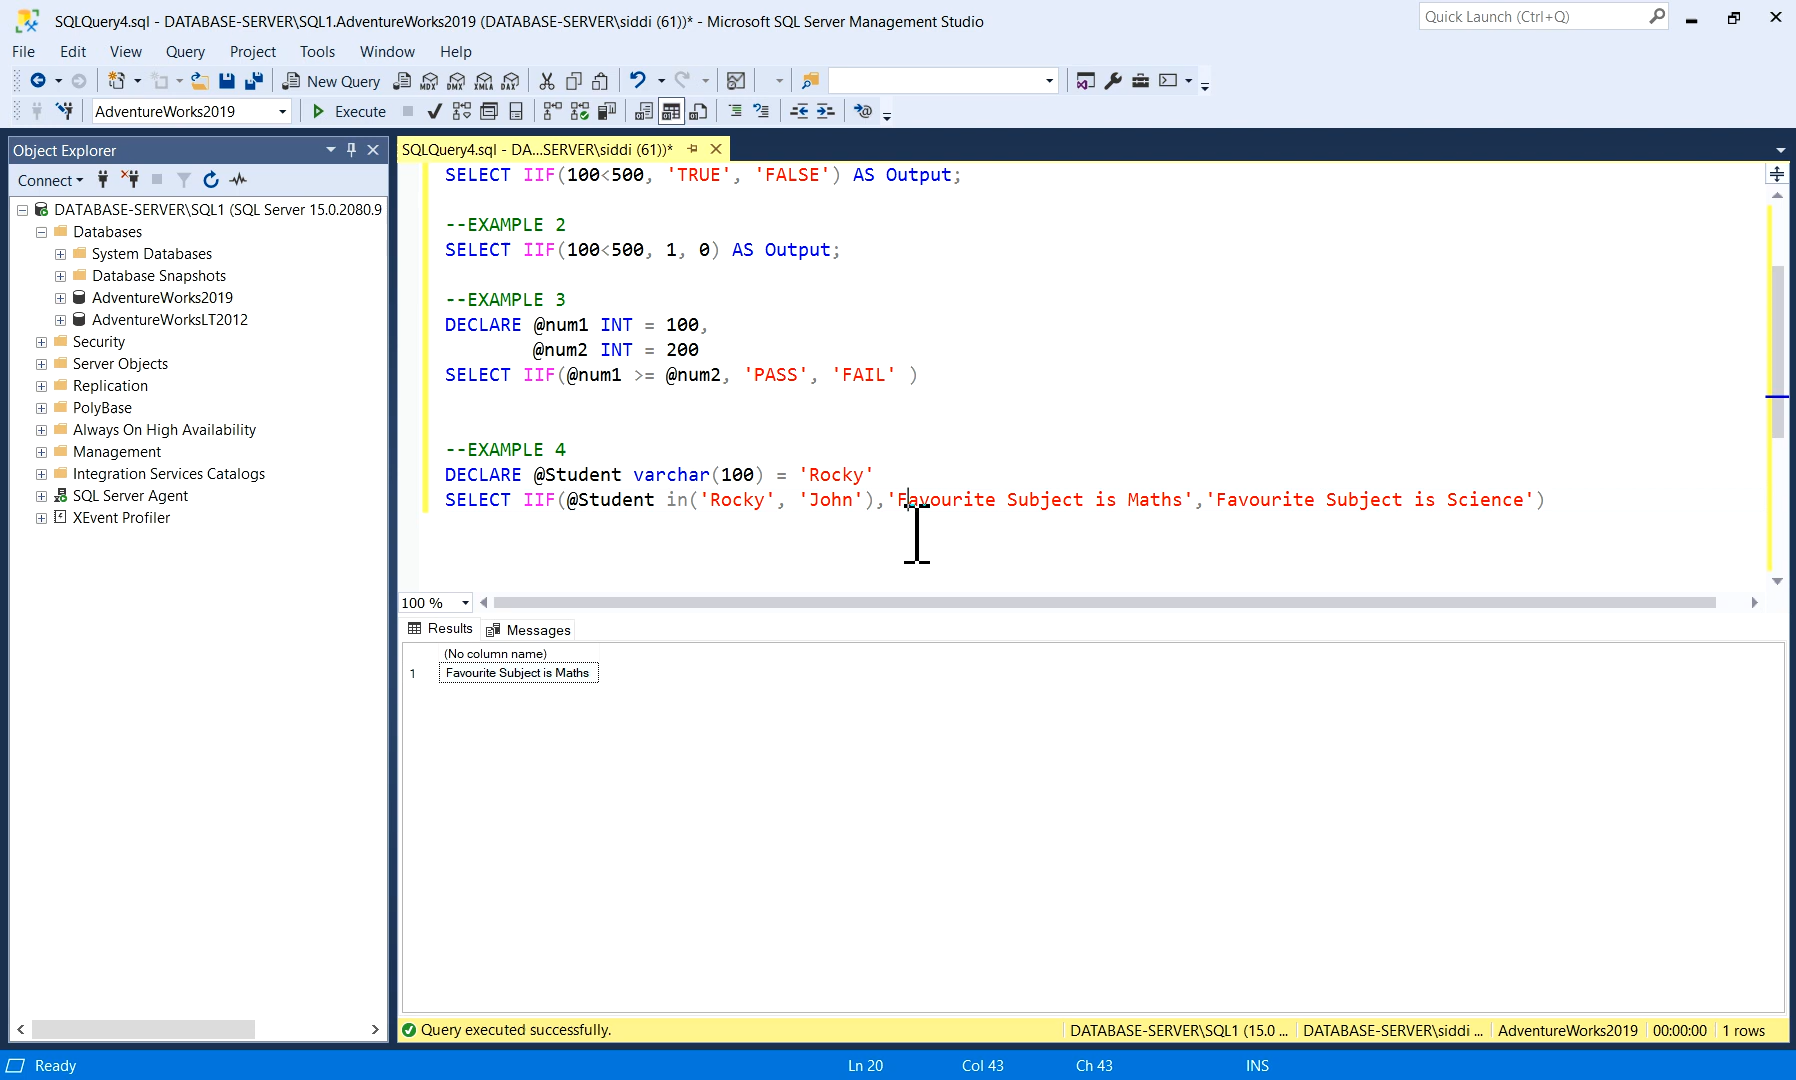 SQLQuery4.sql - DATABASE-SERVER\SQL1.AdventureWorks2019 (DATABASE-SERVER\siddi (61))* - Microsoft SQL Server Management Studio
Quick Launch (Ctrl+Q)
File Edit View Query Project Tools Window Help
New Query MDX DMX XMLA DAX
AdventureWorks2019 Execute
Object Explorer
Connect
DATABASE-SERVER\SQL1 (SQL Server 15.0.2080.9
Databases
System Databases
Database Snapshots
AdventureWorks2019
AdventureWorksLT2012
Security
Server Objects
Replication
PolyBase
Always On High Availability
Management
Integration Services Catalogs
SQL Server Agent
XEvent Profiler
SQLQuery4.sql - DA...SERVER\siddi (61))*
SELECT IIF(100<500, 'TRUE', 'FALSE') AS Output;
--EXAMPLE 2
SELECT IIF(100<500, 1, 0) AS Output;
--EXAMPLE 3
DECLARE @num1 INT = 100,
@num2 INT = 200
SELECT IIF(@num1 >= @num2, 'PASS', 'FAIL' )
--EXAMPLE 4
DECLARE @Student varchar(100) = 'Rocky'
SELECT IIF(@Student in('Rocky', 'John'),'Favourite Subject is Maths','Favourite Subject is Science')
100 %
Results Messages
(No column name)
1 Favourite Subject is Maths
Query executed successfully. DATABASE-SERVER\SQL1 (15.0 ... DATABASE-SERVER\siddi ... AdventureWorks2019 00:00:00 1 rows
Ready Ln 20 Col 43 Ch 43 INS